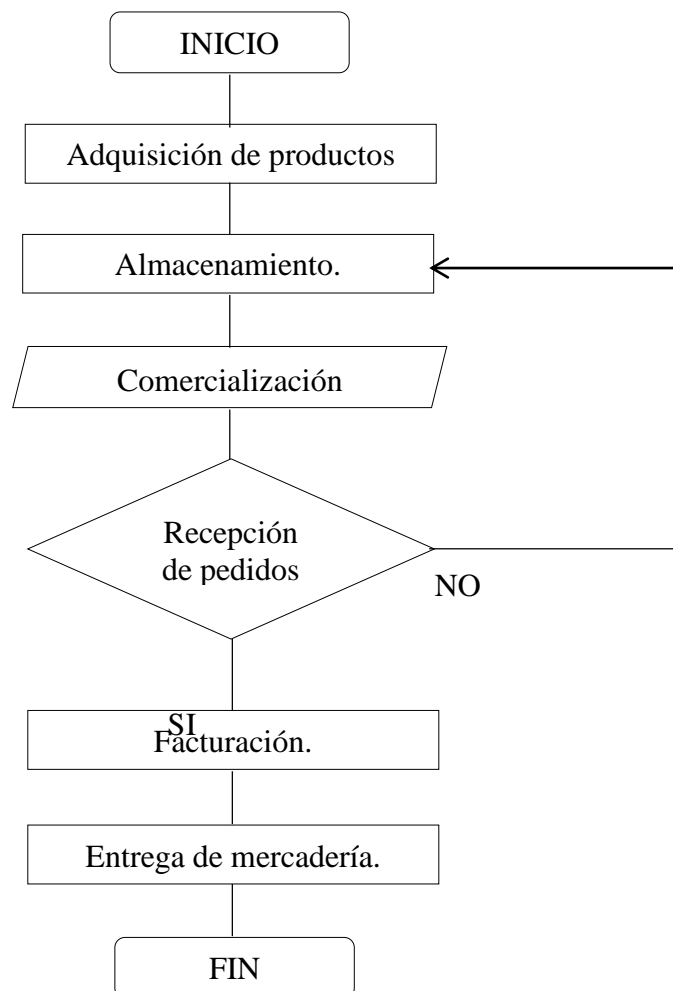 INICIO
Adquisición de productos
Almacenamiento.
Comercialización
Recepción
de pedidos
NO
SI
Facturación.
Entrega de mercadería.
FIN